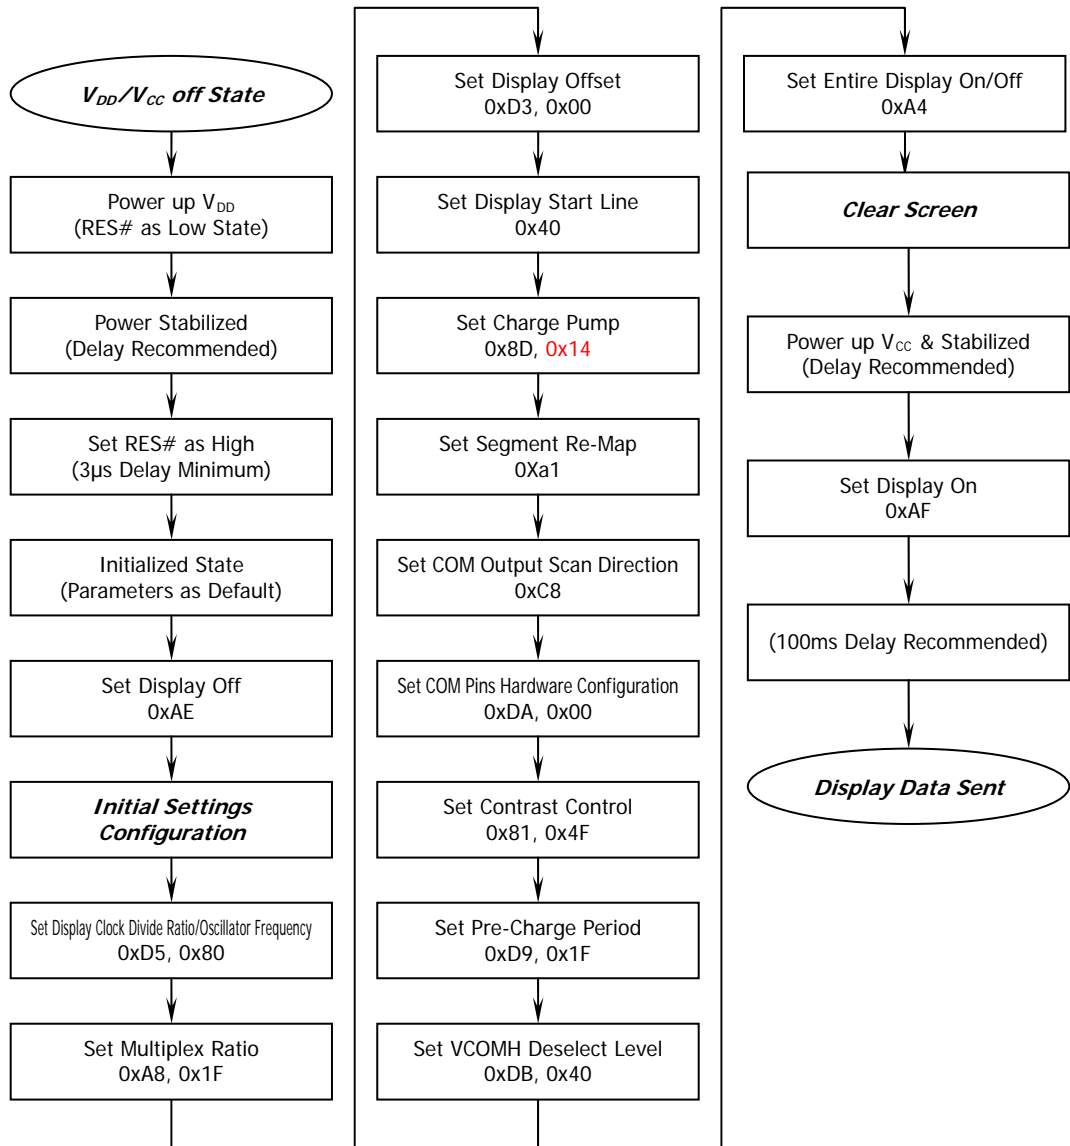 V_DD/V_CC off State
Power up V_DD
(RES# as Low State)
Power Stabilized
(Delay Recommended)
Set RES# as High
(3µs Delay Minimum)
Initialized State
(Parameters as Default)
Set Display Off
0xAE
Initial Settings
Configuration
Set Display Clock Divide Ratio/Oscillator Frequency
0xD5, 0x80
Set Multiplex Ratio
0xA8, 0x1F
Set Display Offset
0xD3, 0x00
Set Display Start Line
0x40
Set Charge Pump
0x8D, 0x14
Set Segment Re-Map
0Xa1
Set COM Output Scan Direction
0xC8
Set COM Pins Hardware Configuration
0xDA, 0x00
Set Contrast Control
0x81, 0x4F
Set Pre-Charge Period
0xD9, 0x1F
Set VCOMH Deselect Level
0xDB, 0x40
Set Entire Display On/Off
0xA4
Clear Screen
Power up V_CC & Stabilized
(Delay Recommended)
Set Display On
0xAF
(100ms Delay Recommended)
Display Data Sent